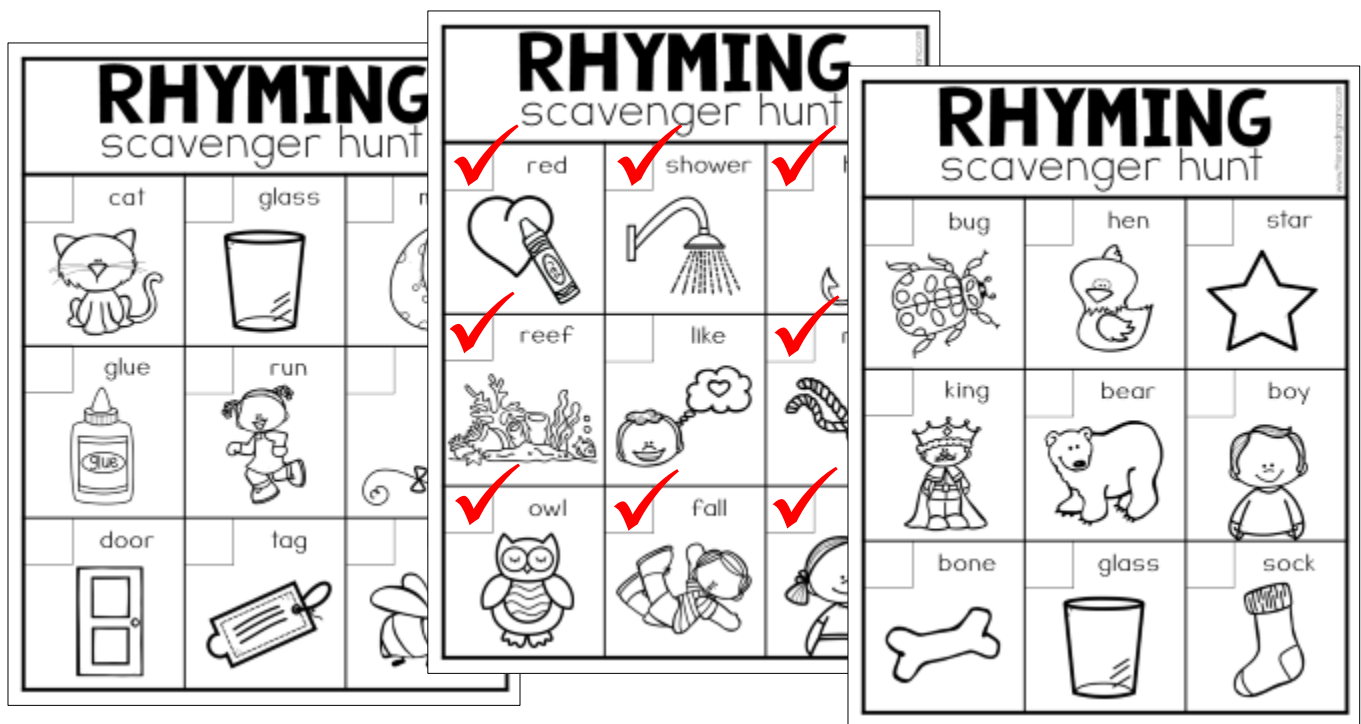 RHYMING
scavenger hunt
cat glass
glue run
glue
door tag
RHYMING
scavenger hunt
red shower
reef like
owl fall
RHYMING
scavenger hunt
bug hen star
king bear boy
bone glass sock